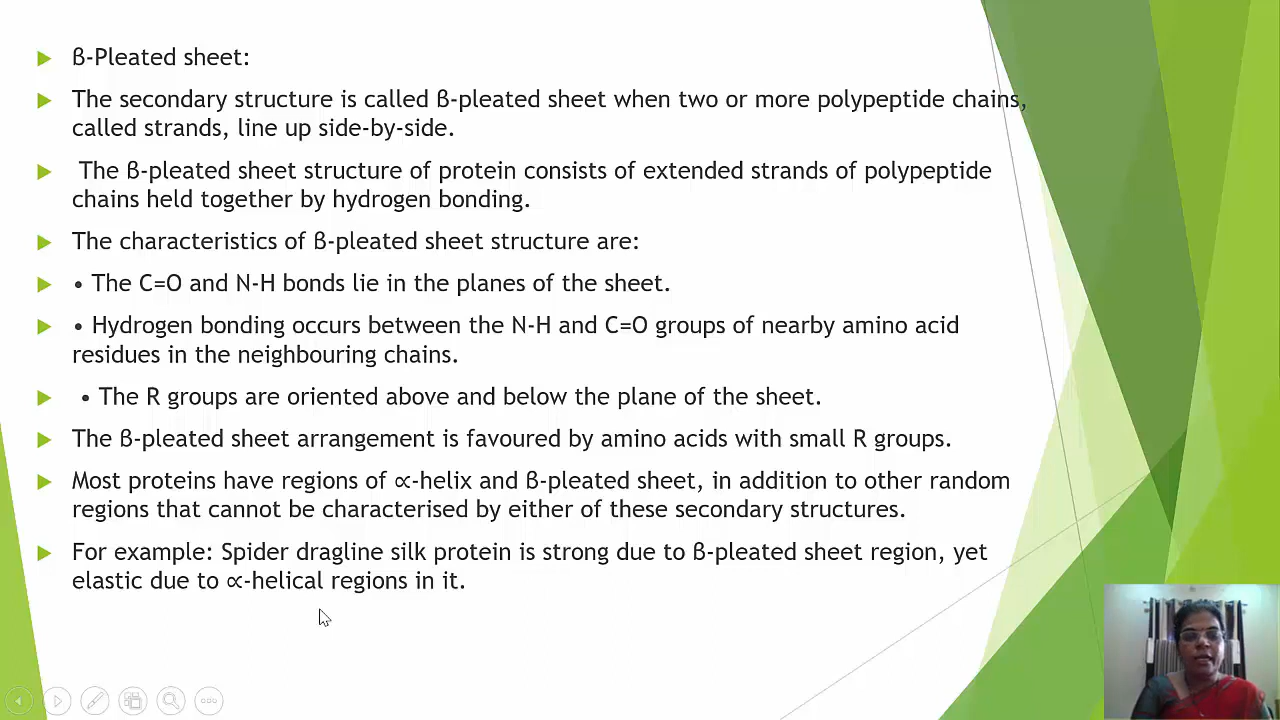 ß-Pleated sheet:
The secondary structure is called ß-pleated sheet when two or more polypeptide chains,
called strands, line up side-by-side.
The ß-pleated sheet structure of protein consists of extended strands of polypeptide
chains held together by hydrogen bonding.
The characteristics of ß-pleated sheet structure are:
• The C=O and N-H bonds lie in the planes of the sheet.
• Hydrogen bonding occurs between the N-H and C=O groups of nearby amino acid
residues in the neighbouring chains.
• The R groups are oriented above and below the plane of the sheet.
The ß-pleated sheet arrangement is favoured by amino acids with small R groups.
Most proteins have regions of ∝-helix and ß-pleated sheet, in addition to other random
regions that cannot be characterised by either of these secondary structures.
For example: Spider dragline silk protein is strong due to ß-pleated sheet region, yet
elastic due to ∝-helical regions in it.